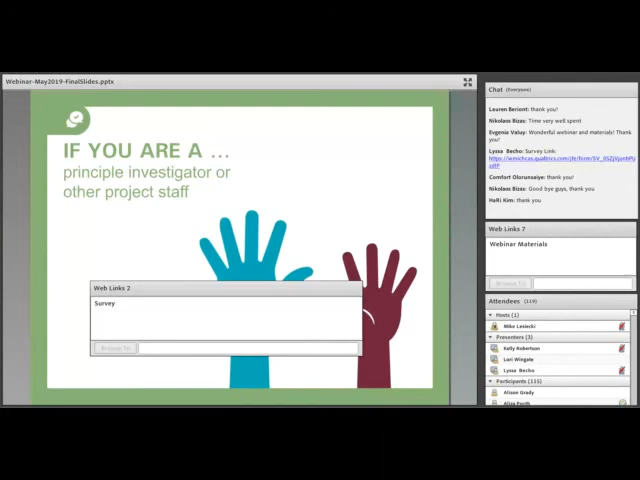 Webinar-May2019-FinalSlides.pptx
IF YOU ARE A ...
principle investigator or
other project staff
Web Links 2
Survey
Browse To
Chat (Everyone)
Lauren Beriont: thank you!
Nikolaos Bizas: Time very well spent
Evgenia Valuy: Wonderful webinar and materials! Thank
you!
Lyssa Becho: Survey Link:
Comfort Olorunsaiye: thank you!
Nikolaos Bizas: Good bye guys, thank you
HaRi Kim: thank you
Web Links 7
Webinar Materials
Browse To
Attendees (119)
Hosts (1)
Mike Lesiecki
Presenters (3)
Kelly Robertson
Lori Wingate
Lyssa Becho
Participants (115)
Alison Grady